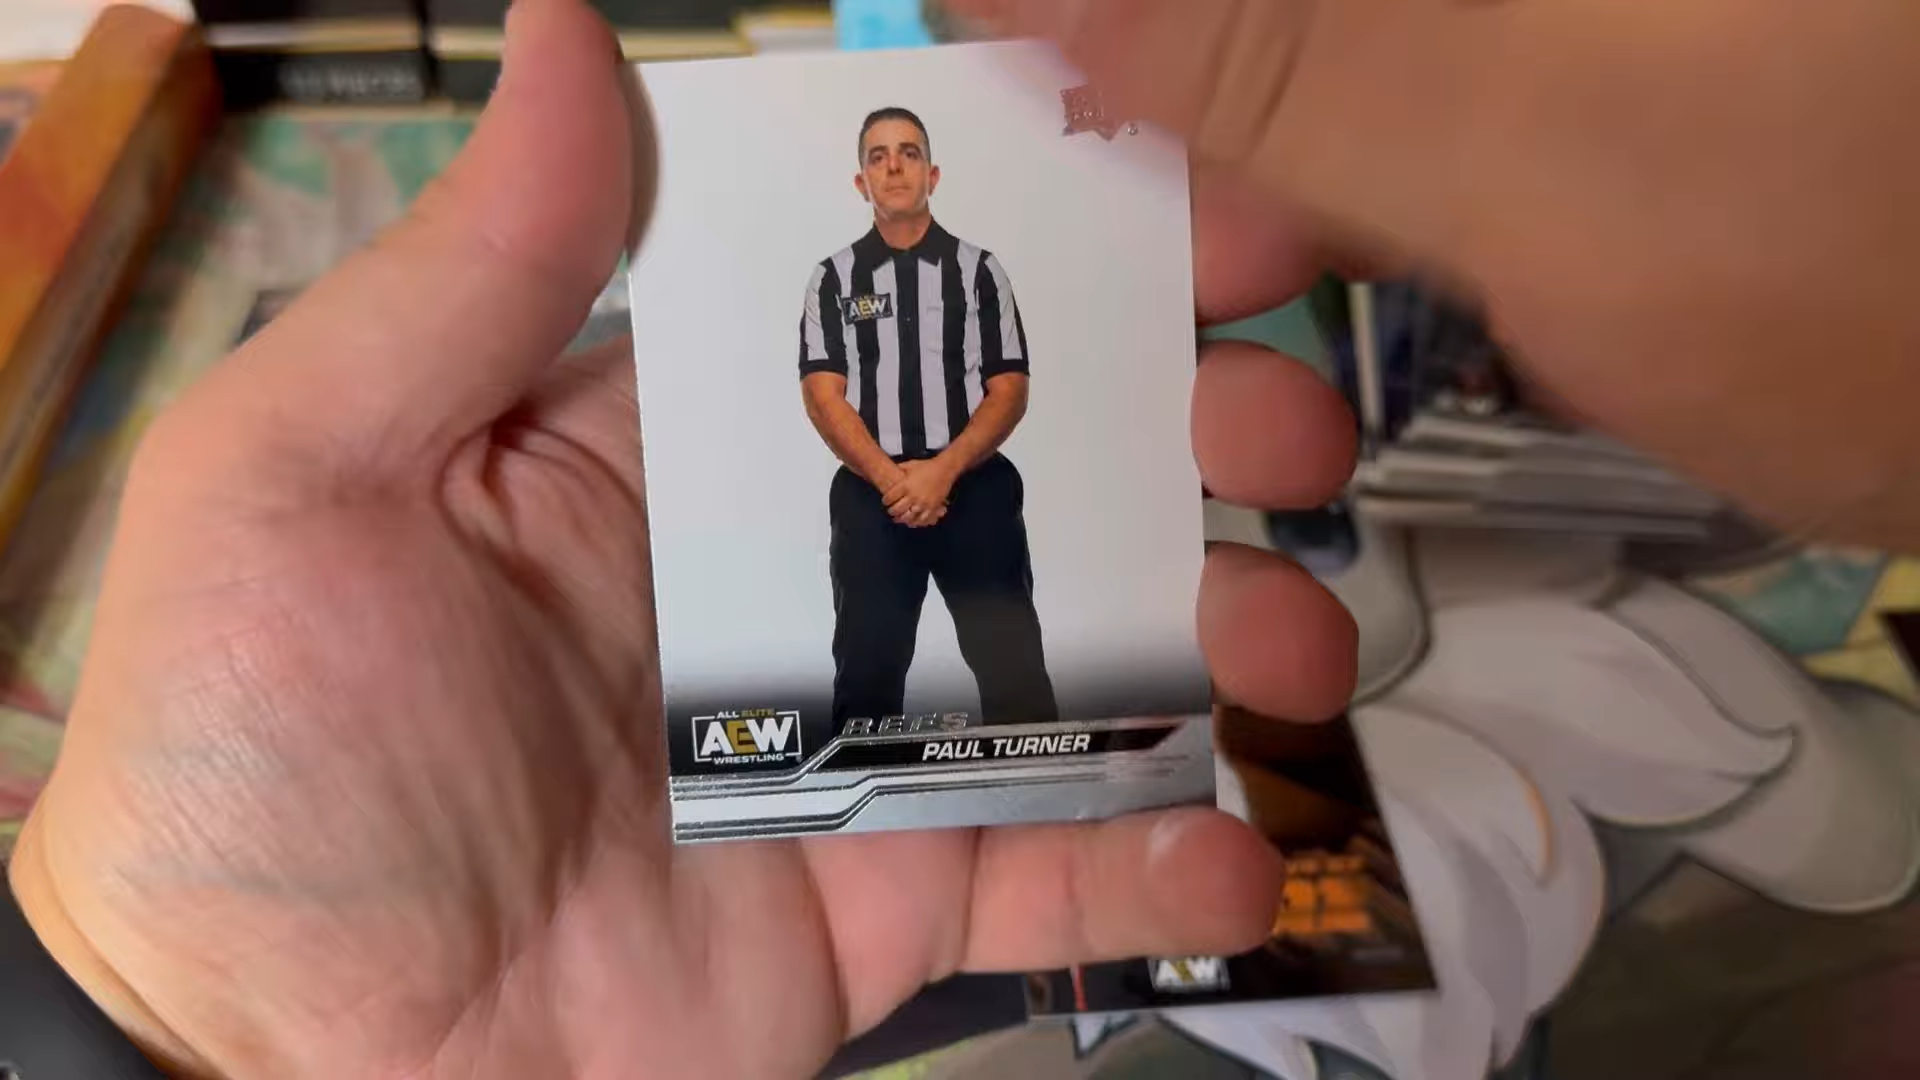 AEW
REFS
ALL ELITE
AEW
WRESTLING
PAUL TURNER
AEW